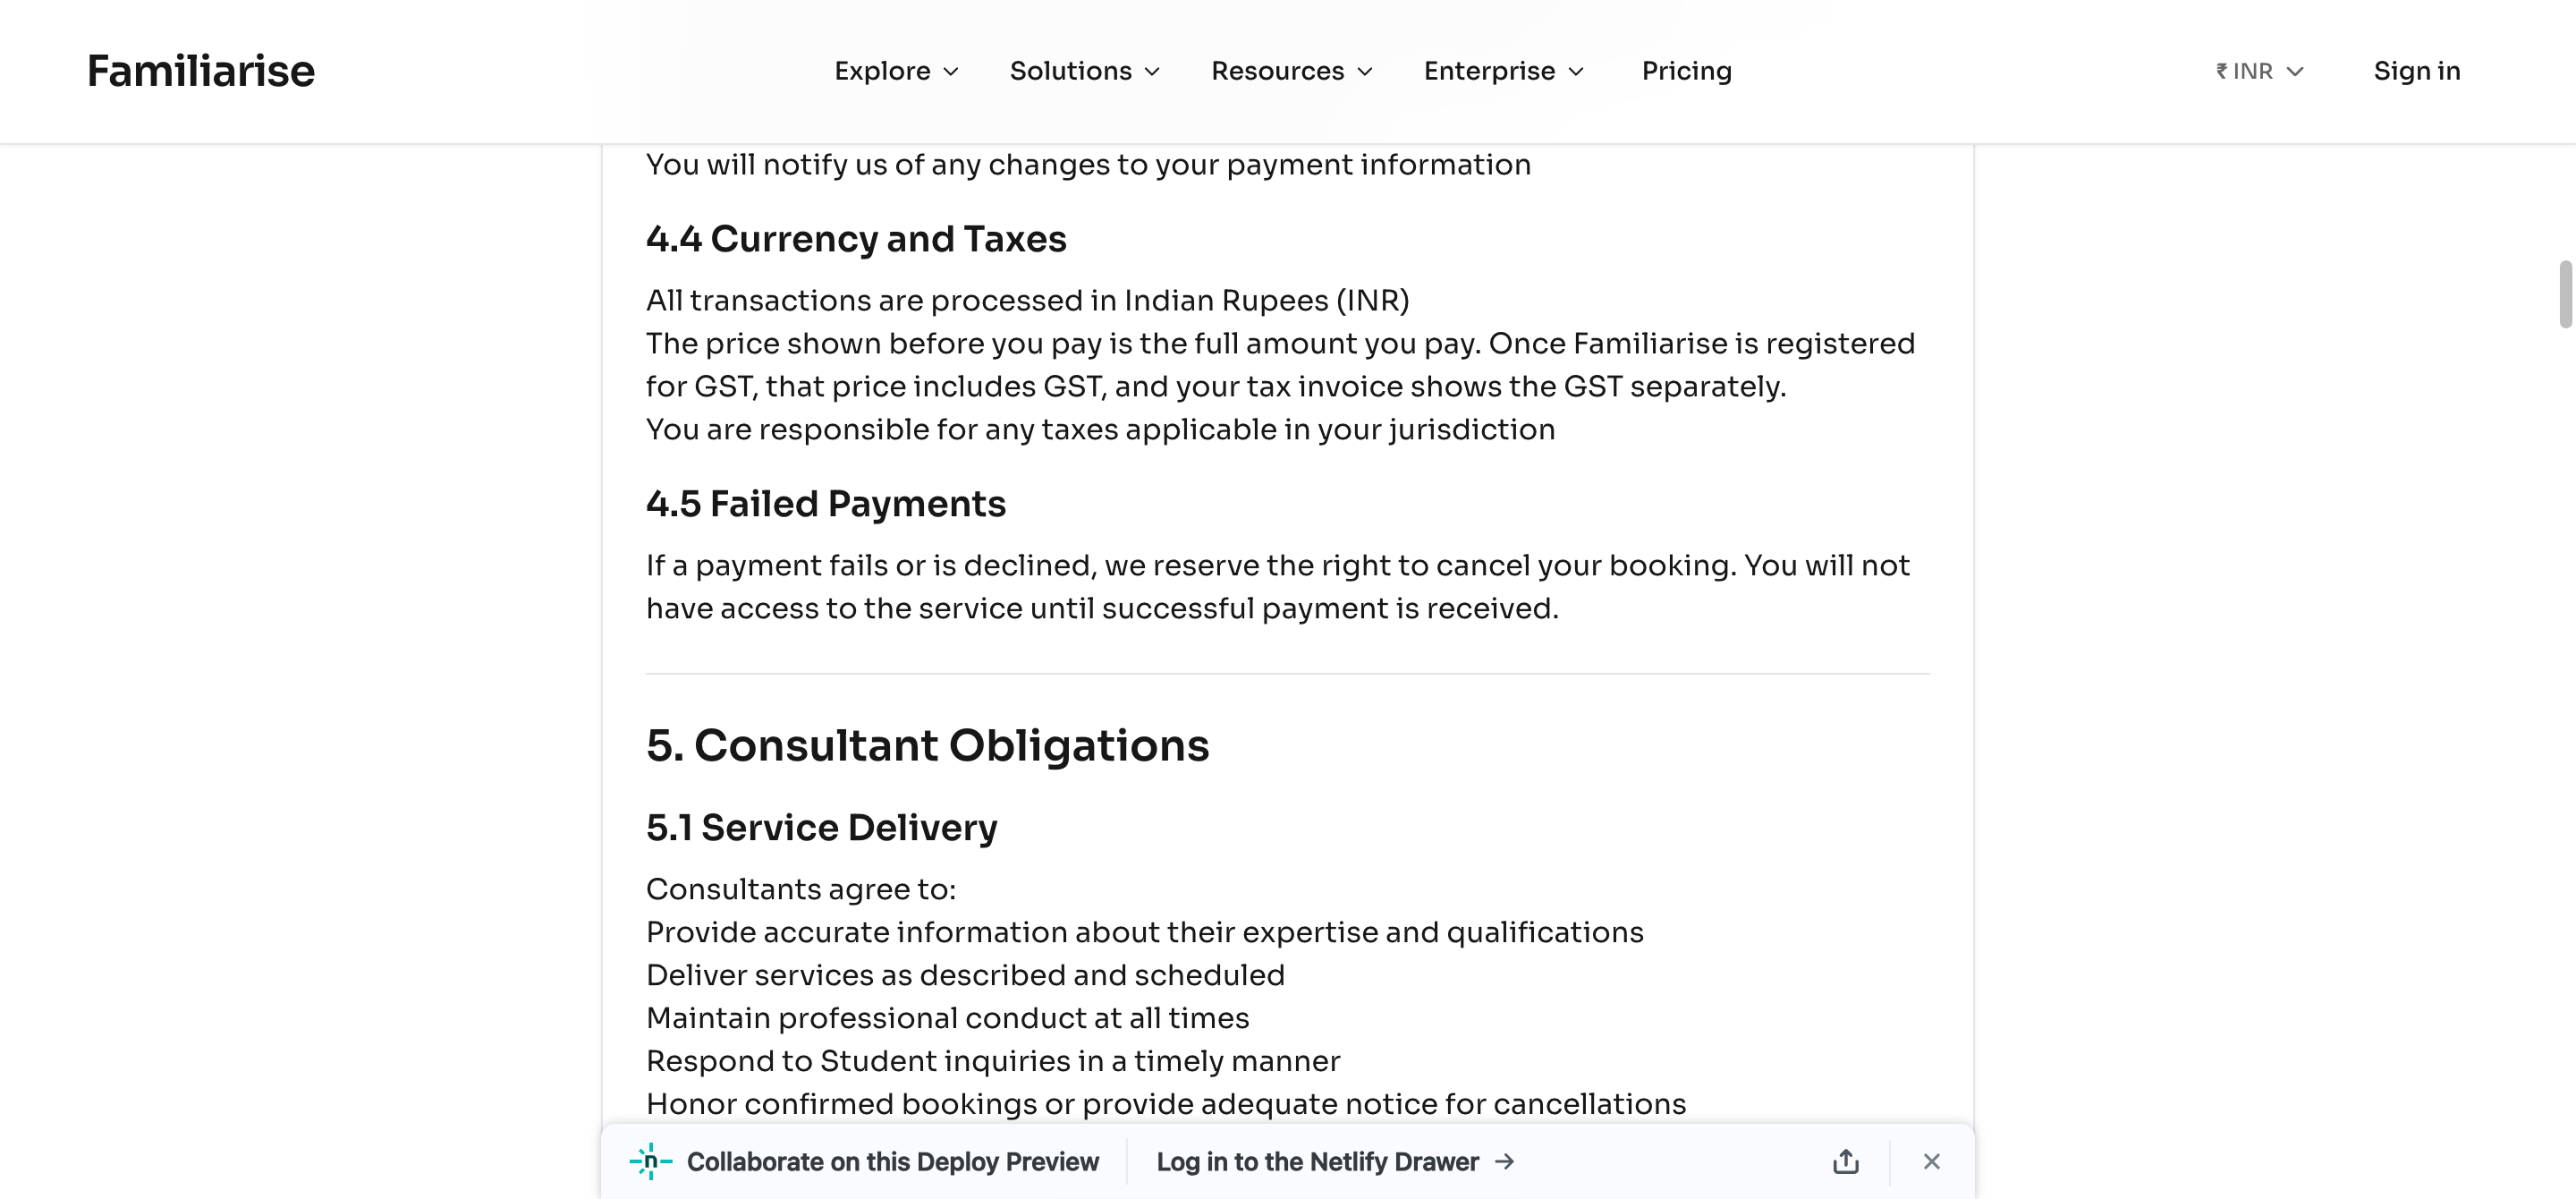 Familiarise
Explore
Solutions
Resources
Enterprise
Pricing
₹ INR
Sign in
You will notify us of any changes to your payment information
4.4 Currency and Taxes
All transactions are processed in Indian Rupees (INR)
The price shown before you pay is the full amount you pay. Once Familiarise is registered
for GST, that price includes GST, and your tax invoice shows the GST separately.
You are responsible for any taxes applicable in your jurisdiction
4.5 Failed Payments
If a payment fails or is declined, we reserve the right to cancel your booking. You will not
have access to the service until successful payment is received.
5. Consultant Obligations
5.1 Service Delivery
Consultants agree to:
Provide accurate information about their expertise and qualifications
Deliver services as described and scheduled
Maintain professional conduct at all times
Respond to Student inquiries in a timely manner
Honor confirmed bookings or provide adequate notice for cancellations
Collaborate on this Deploy Preview
Log in to the Netlify Drawer →